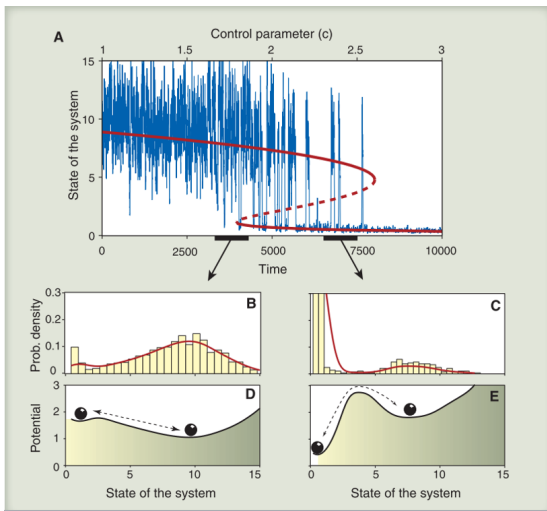 A
Control parameter (c)
1 1.5 2 2.5 3
State of the system
15
10
5
0
0 2500 5000 7500 10000
Time
B
Prob. density
0.3
0.2
0.1
0
C
D
Potential
3
2
1
0
0 5 10 15
State of the system
E
0 5 10 15
State of the system